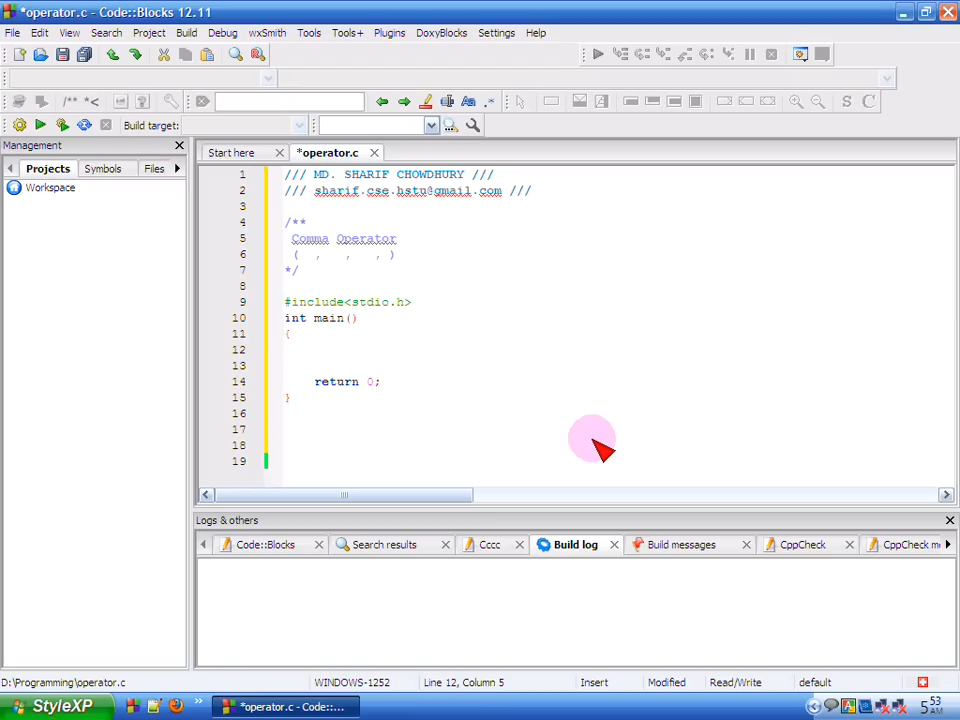 *operator.c - Code::Blocks 12.11
File Edit View Search Project Build Debug wxSmith Tools Tools+ Plugins DoxyBlocks Settings Help
/** *<
Aa .*
S C
Build target:
Management
Start here *operator.c
Projects Symbols Files
Workspace
1 /// MD. SHARIF CHOWDHURY ///
2 /// sharif.cse.hstu@gmail.com ///
3
4 /**
5 Comma Operator
6 ( , , , )
7 */
8
9 #include<stdio.h>
10 int main()
11 {
12
13
14 return 0;
15 }
16
17
18
19
Logs & others
Code::Blocks Search results Cccc Build log Build messages CppCheck CppCheck m
D:\Programming\operator.c WINDOWS-1252 Line 12, Column 5 Insert Modified Read/Write default
StyleXP *operator.c - Code::... 5 53 AM